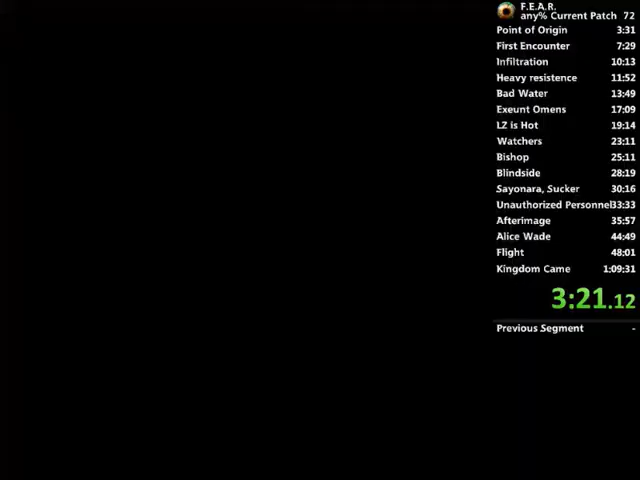 F.E.A.R.
any% Current Patch 72
Point of Origin 3:31
First Encounter 7:29
Infiltration 10:13
Heavy resistence 11:52
Bad Water 13:49
Exeunt Omens 17:09
LZ is Hot 19:14
Watchers 23:11
Bishop 25:11
Blindside 28:19
Sayonara, Sucker 30:16
Unauthorized Personnel 33:33
Afterimage 35:57
Alice Wade 44:49
Flight 48:01
Kingdom Came 1:09:31
3:21.12
Previous Segment -